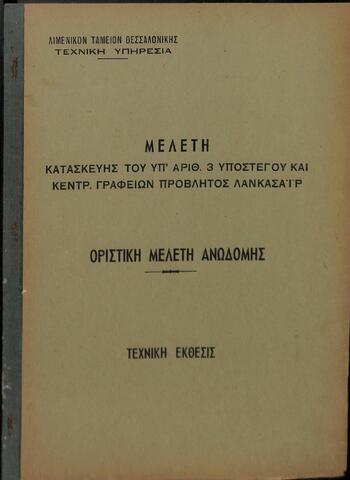 ΛΙΜΕΝΙΚΟΝ ΤΑΜΕΙΟΝ ΘΕΣΣΑΛΟΝΙΚΗΣ
ΤΕΧΝΙΚΗ ΥΠΗΡΕΣΙΑ
ΜΕΛΕΤΗ
ΚΑΤΑΣΚΕΥΗΣ ΤΟΥ ΥΠ' ΑΡΙΘ. 3 ΥΠΟΣΤΕΓΟΥ ΚΑΙ
ΚΕΝΤΡ. ΓΡΑΦΕΙΩΝ ΠΡΟΒΛΗΤΟΣ ΛΑΝΚΑΣΑΪΡ
ΟΡΙΣΤΙΚΗ ΜΕΛΕΤΗ ΑΝΩΔΟΜΗΣ
ΤΕΧΝΙΚΗ ΕΚΘΕΣΙΣ